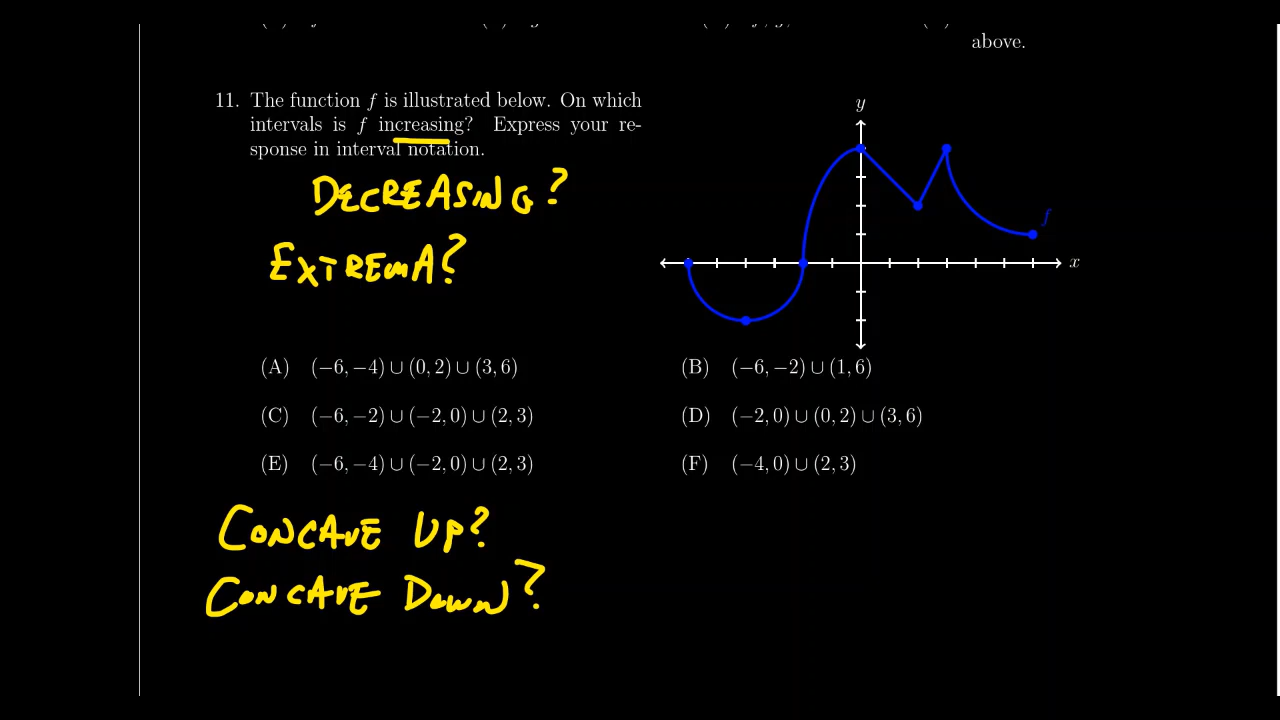 above.
11. The function f is illustrated below. On which
intervals is f increasing? Express your re-
sponse in interval notation.
DECREASING?
EXTREMA?
y
f
x
(A) (−6, −4) ∪ (0, 2) ∪ (3, 6)
(B) (−6, −2) ∪ (1, 6)
(C) (−6, −2) ∪ (−2, 0) ∪ (2, 3)
(D) (−2, 0) ∪ (0, 2) ∪ (3, 6)
(E) (−6, −4) ∪ (−2, 0) ∪ (2, 3)
(F) (−4, 0) ∪ (2, 3)
CONCAVE UP?
CONCAVE DOWN?